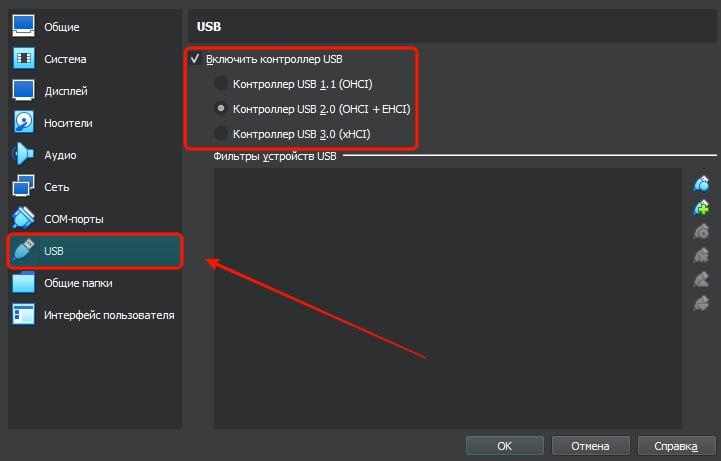 Общие
Система
Дисплей
Носители
Аудио
Сеть
COM-порты
USB
Общие папки
Интерфейс пользователя
USB
Включить контроллер USB
Контроллер USB 1.1 (OHCI)
Контроллер USB 2.0 (OHCI + EHCI)
Контроллер USB 3.0 (xHCI)
Фильтры устройств USB
OK
Отмена
Справка